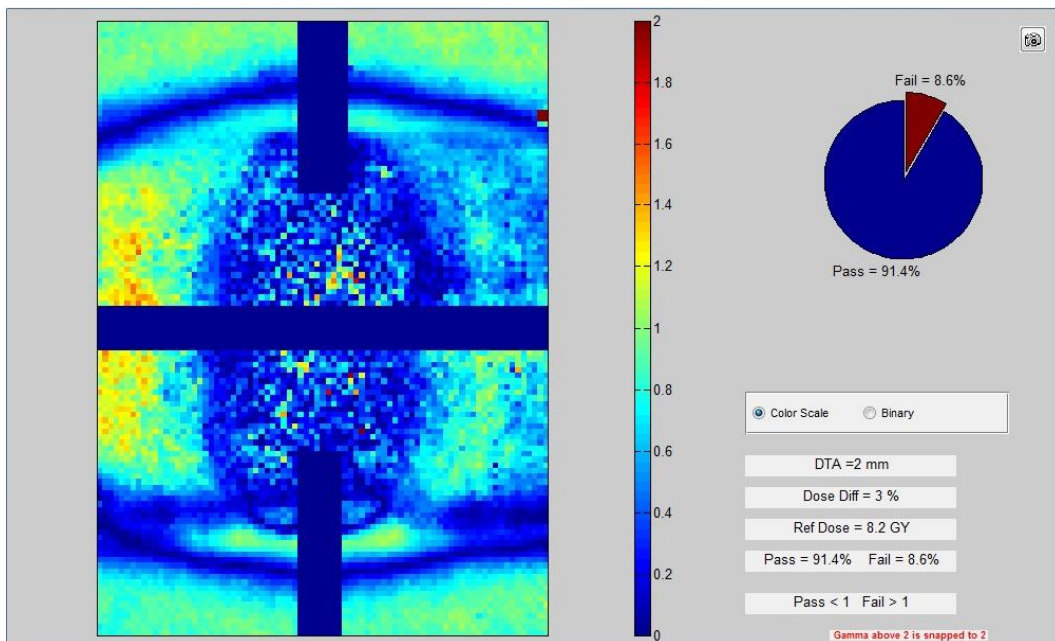 2
1.8
1.6
1.4
1.2
1
0.8
0.6
0.4
0.2
0
Fail = 8.6%
Pass = 91.4%
Color Scale Binary
DTA =2 mm
Dose Diff = 3 %
Ref Dose = 8.2 GY
Pass = 91.4% Fail = 8.6%
Pass < 1 Fail > 1
Gamma above 2 is snapped to 2